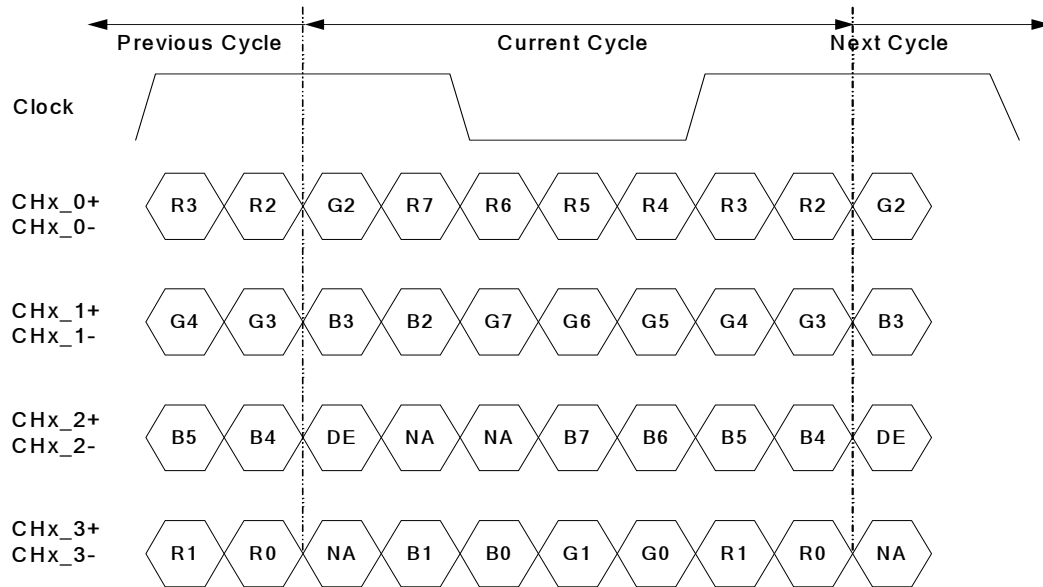 Previous Cycle Current Cycle Next Cycle
Clock
CHx_0+
CHx_0-
R3 R2 G2 R7 R6 R5 R4 R3 R2 G2
CHx_1+
CHx_1-
G4 G3 B3 B2 G7 G6 G5 G4 G3 B3
CHx_2+
CHx_2-
B5 B4 DE NA NA B7 B6 B5 B4 DE
CHx_3+
CHx_3-
R1 R0 NA B1 B0 G1 G0 R1 R0 NA